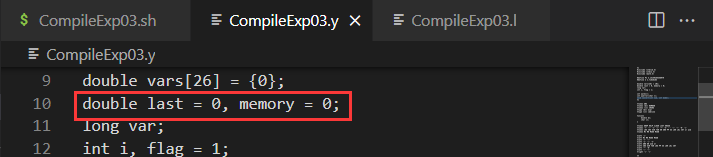 $ CompileExp03.sh CompileExp03.y × CompileExp03.l ...
CompileExp03.y
9 double vars[26] = {0};
10 double last = 0, memory = 0;
11 long var;
12 int i, flag = 1;